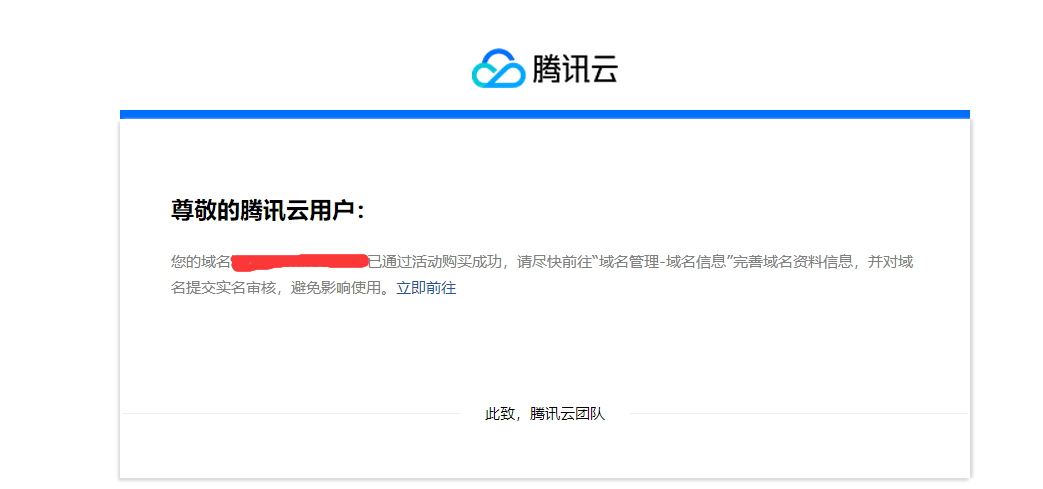 腾讯云
尊敬的腾讯云用户：
您的域名已通过活动购买成功，请尽快前往“域名管理-域名信息”完善域名资料信息，并对域
名提交实名审核，避免影响使用。立即前往
此致，腾讯云团队